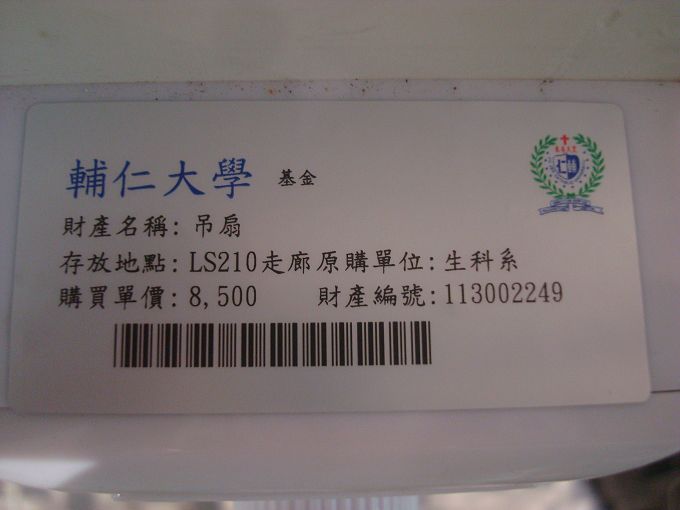 輔仁大學 基金
財產名稱: 吊扇
存放地點: LS210走廊原購單位: 生科系
購買單價: 8,500 財產編號: 113002249